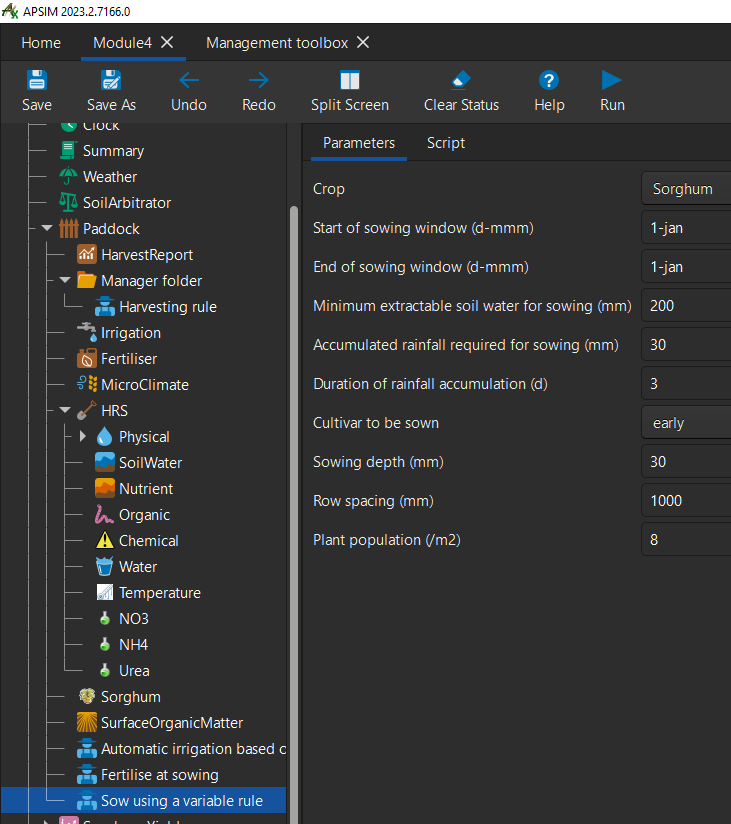 APSIM 2023.2.7166.0
Home Module4 Management toolbox
Save Save As Undo Redo Split Screen Clear Status Help Run
Clock
Summary
Weather
SoilArbitrator
Paddock
HarvestReport
Manager folder
Harvesting rule
Irrigation
Fertiliser
MicroClimate
HRS
Physical
SoilWater
Nutrient
Organic
Chemical
Water
Temperature
NO3
NH4
Urea
Sorghum
SurfaceOrganicMatter
Automatic irrigation based o
Fertilise at sowing
Sow using a variable rule
Parameters Script
Crop Sorghum
Start of sowing window (d-mmm) 1-jan
End of sowing window (d-mmm) 1-jan
Minimum extractable soil water for sowing (mm) 200
Accumulated rainfall required for sowing (mm) 30
Duration of rainfall accumulation (d) 3
Cultivar to be sown early
Sowing depth (mm) 30
Row spacing (mm) 1000
Plant population (/m2) 8